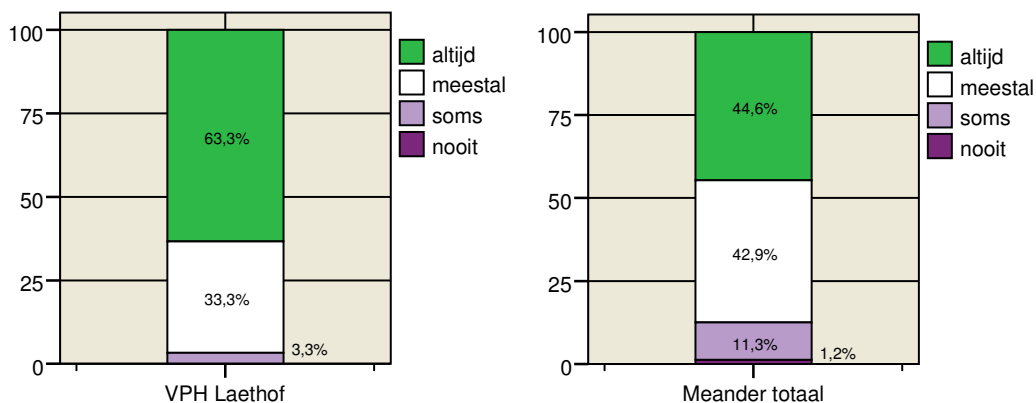 100
75
50
25
0
63,3%
33,3%
3,3%
VPH Laethof
altijd
meestal
soms
nooit
100
75
50
25
0
44,6%
42,9%
11,3%
1,2%
Meander totaal
altijd
meestal
soms
nooit